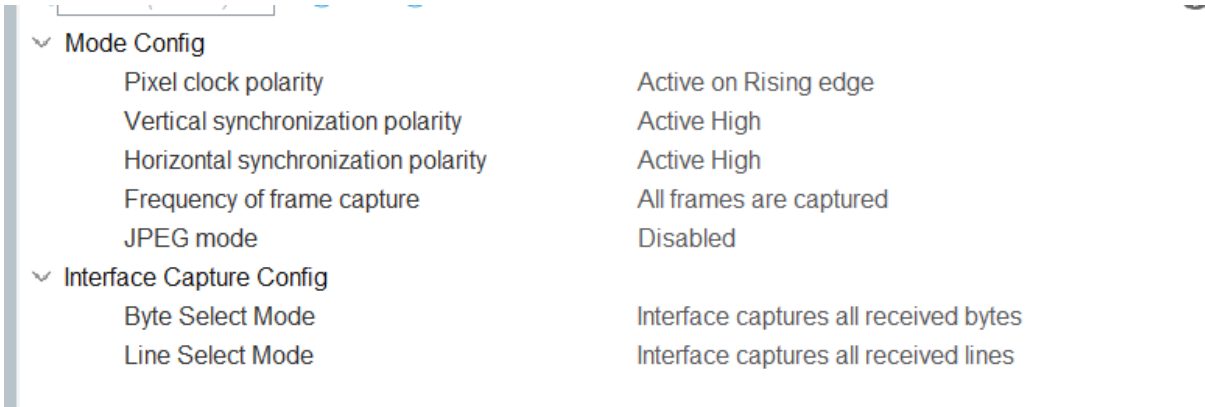 Mode Config
Pixel clock polarity Active on Rising edge
Vertical synchronization polarity Active High
Horizontal synchronization polarity Active High
Frequency of frame capture All frames are captured
JPEG mode Disabled
Interface Capture Config
Byte Select Mode Interface captures all received bytes
Line Select Mode Interface captures all received lines